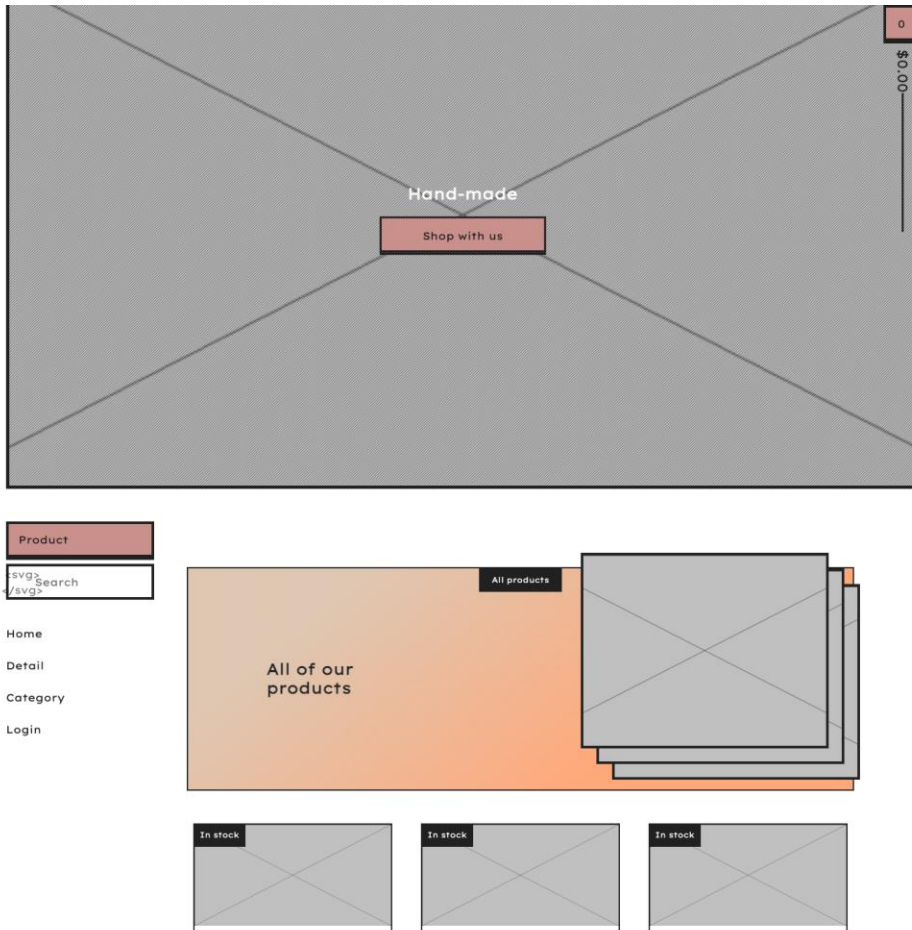 0
$0.00
Hand-made
Shop with us
Product
<svg>
Search
</svg>
Home
Detail
Category
Login
All products
All of our
products
In stock
In stock
In stock